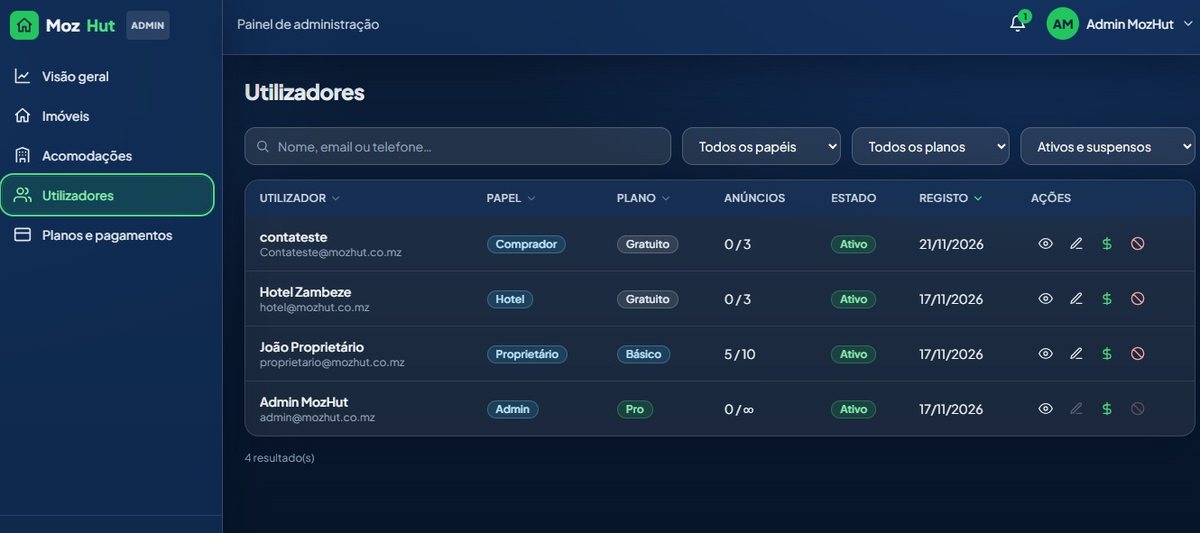 Moz Hut ADMIN
Painel de administração
1
AM Admin MozHut
Visão geral
Imóveis
Acomodações
Utilizadores
Planos e pagamentos
Utilizadores
Nome, email ou telefone...
Todos os papéis
Todos os planos
Ativos e suspensos
UTILIZADOR PAPEL PLANO ANÚNCIOS ESTADO REGISTO AÇÕES
contateste
Contateste@mozhut.co.mz
Comprador Gratuito 0 / 3 Ativo 21/11/2026 $
Hotel Zambeze
hotel@mozhut.co.mz
Hotel Gratuito 0 / 3 Ativo 17/11/2026 $
João Proprietário
proprietario@mozhut.co.mz
Proprietário Básico 5 / 10 Ativo 17/11/2026 $
Admin MozHut
admin@mozhut.co.mz
Admin Pro 0 / ∞ Ativo 17/11/2026 $
4 resultado(s)